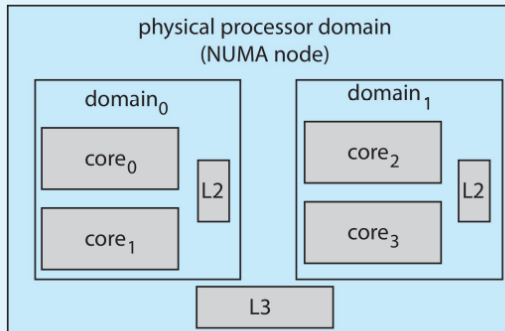 physical processor domain
(NUMA node)
domain₀
core₀
L2
core₁
domain₁
core₂
L2
core₃
L3